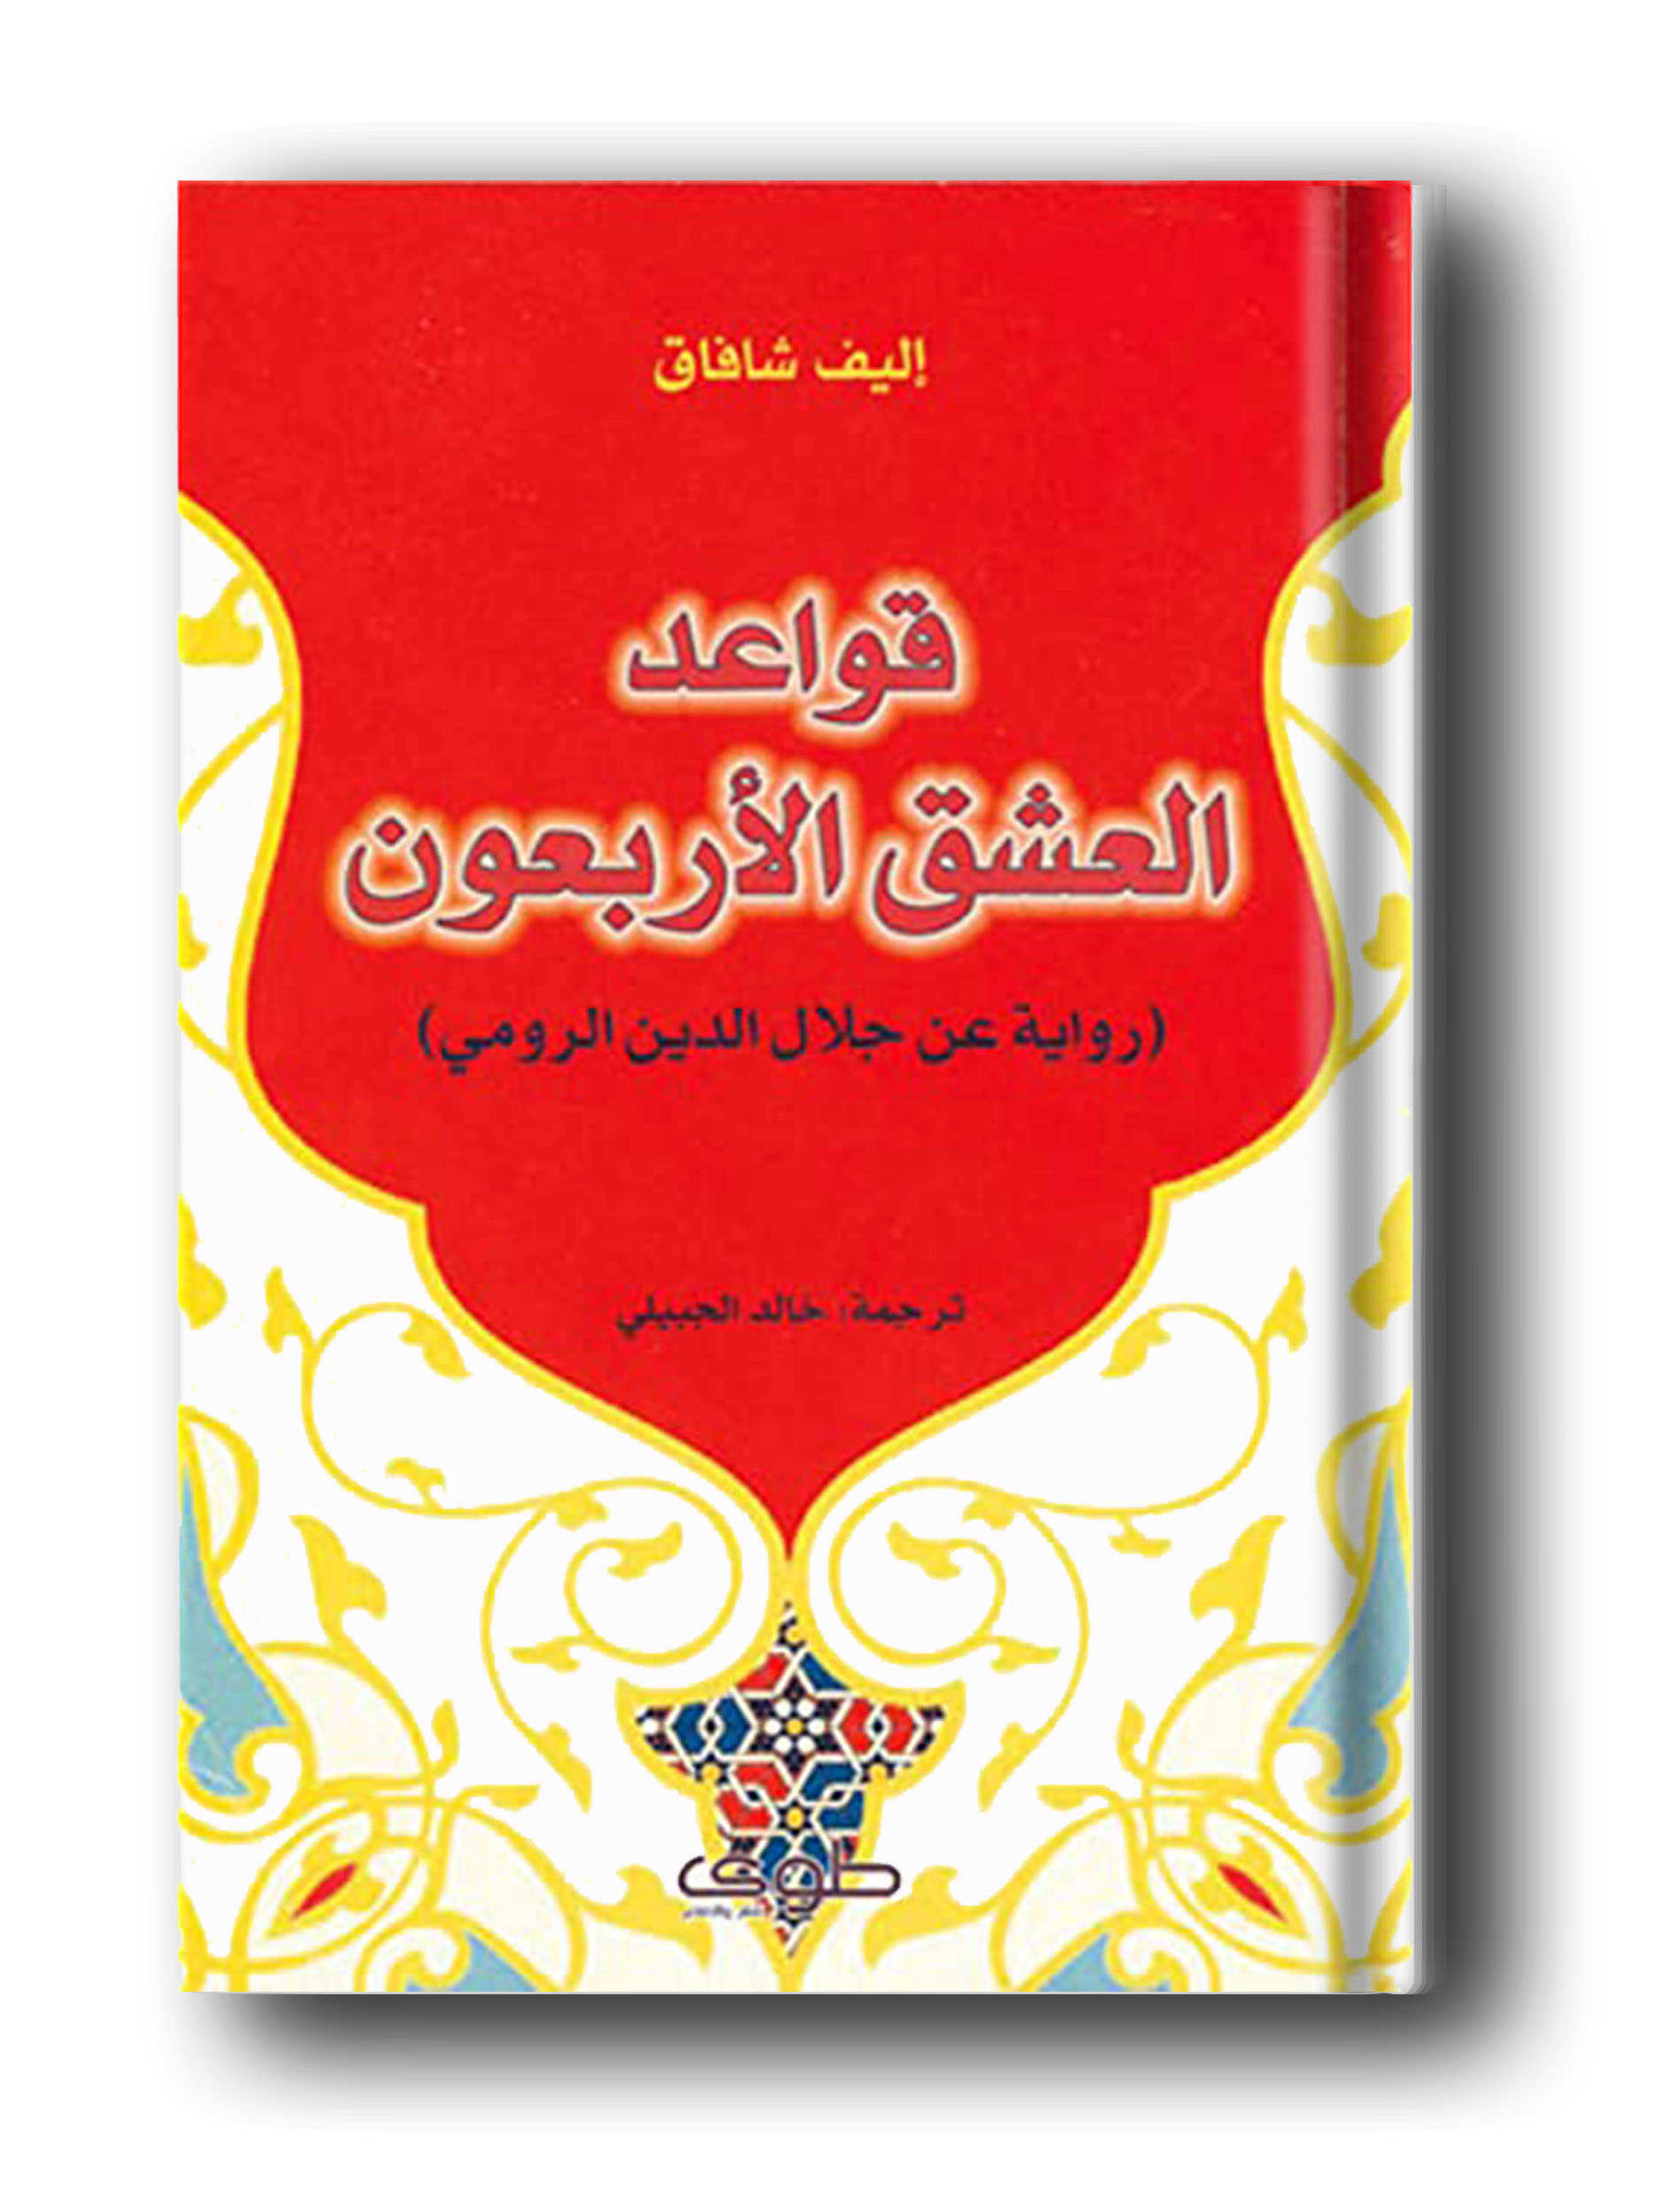 إليف شافاق
قواعد
العشق الأربعون
(رواية عن جلال الدين الرومي)
ترجمة: خالد الجبيلي
طوى